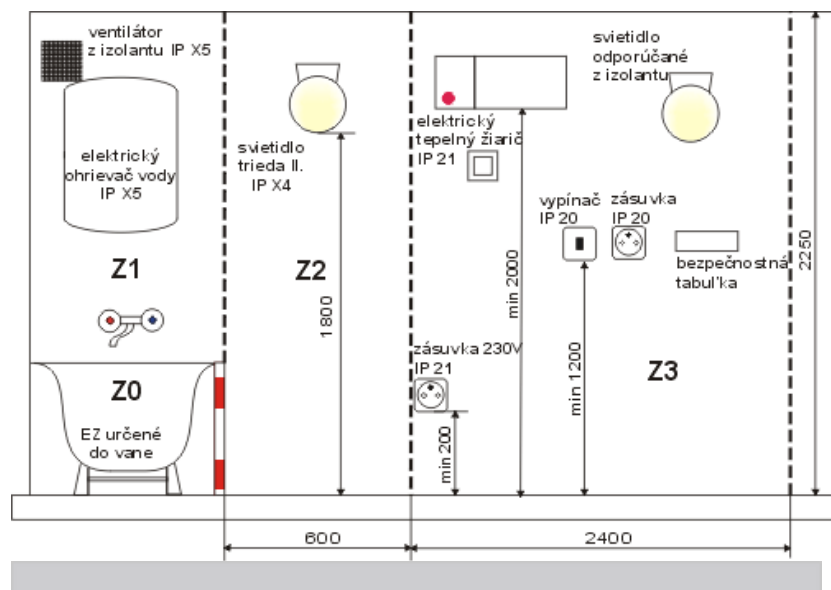 ventilátor
z izolantu IP X5
elektrický
ohrievač vody
IP X5
Z1
Z0
EZ určené
do vane
svietidlo
trieda II.
IP X4
Z2
1800
elektrický
tepelný žiarič
IP 21
svietidlo
odporúčané
z izolantu
min 2000
vypínač
IP 20
zásuvka
IP 20
bezpečnostná
tabuľka
2250
zásuvka 230V
IP 21
min 200
min 1200
Z3
600
2400